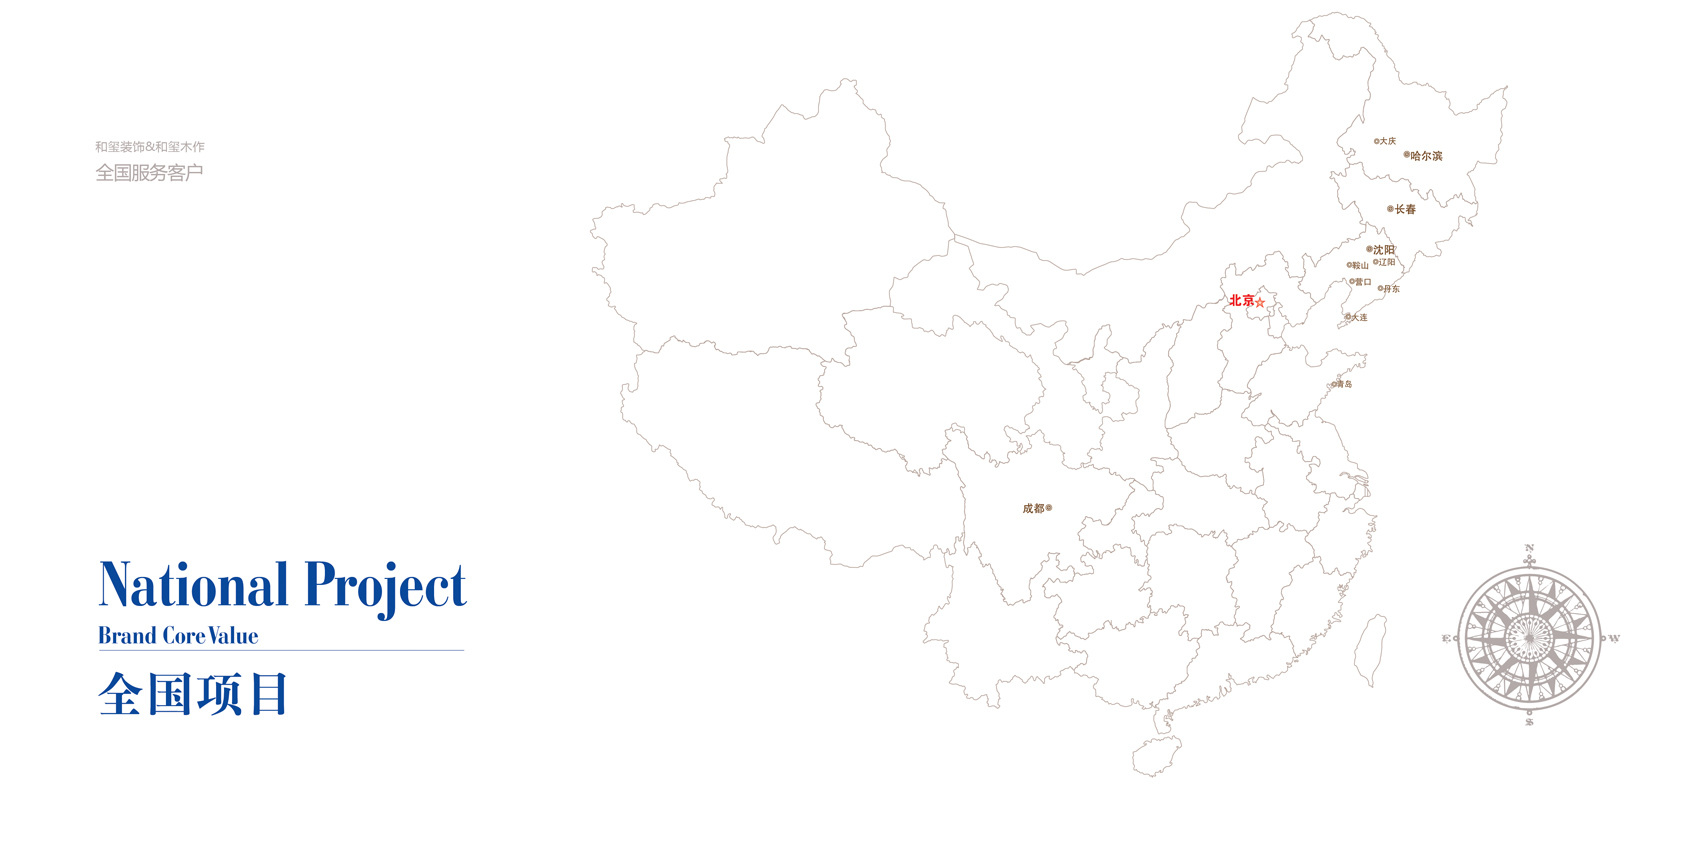 和玺装饰&和玺木作
全国服务客户
National Project
Brand Core Value
全国项目
大庆
哈尔滨
长春
沈阳
辽阳
鞍山
营口
丹东
北京
大连
青岛
成都
N
E
W
S